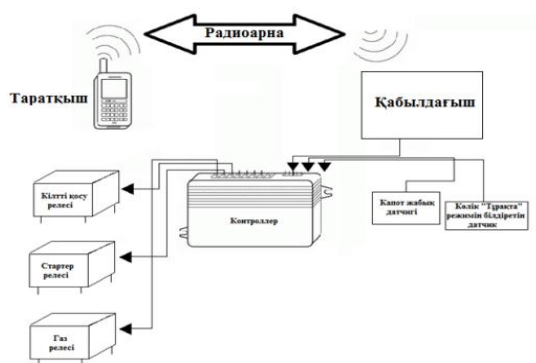 Радиоарна
Таратқыш
Қабылдағыш
Кілтті қосу
релесі
Контроллер
Капот жабық
датчигі
Көлік "Тұрақта"
режимін білдіретін
датчик
Стартер
релесі
Газ
релесі